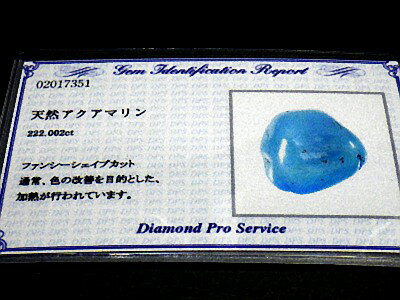 Gem Identification Report
02017351
天然アクアマリン
222.002ct
ファンシーシェイプカット
通常、色の改善を目的とした、
加熱が行われています。
Diamond Pro Service